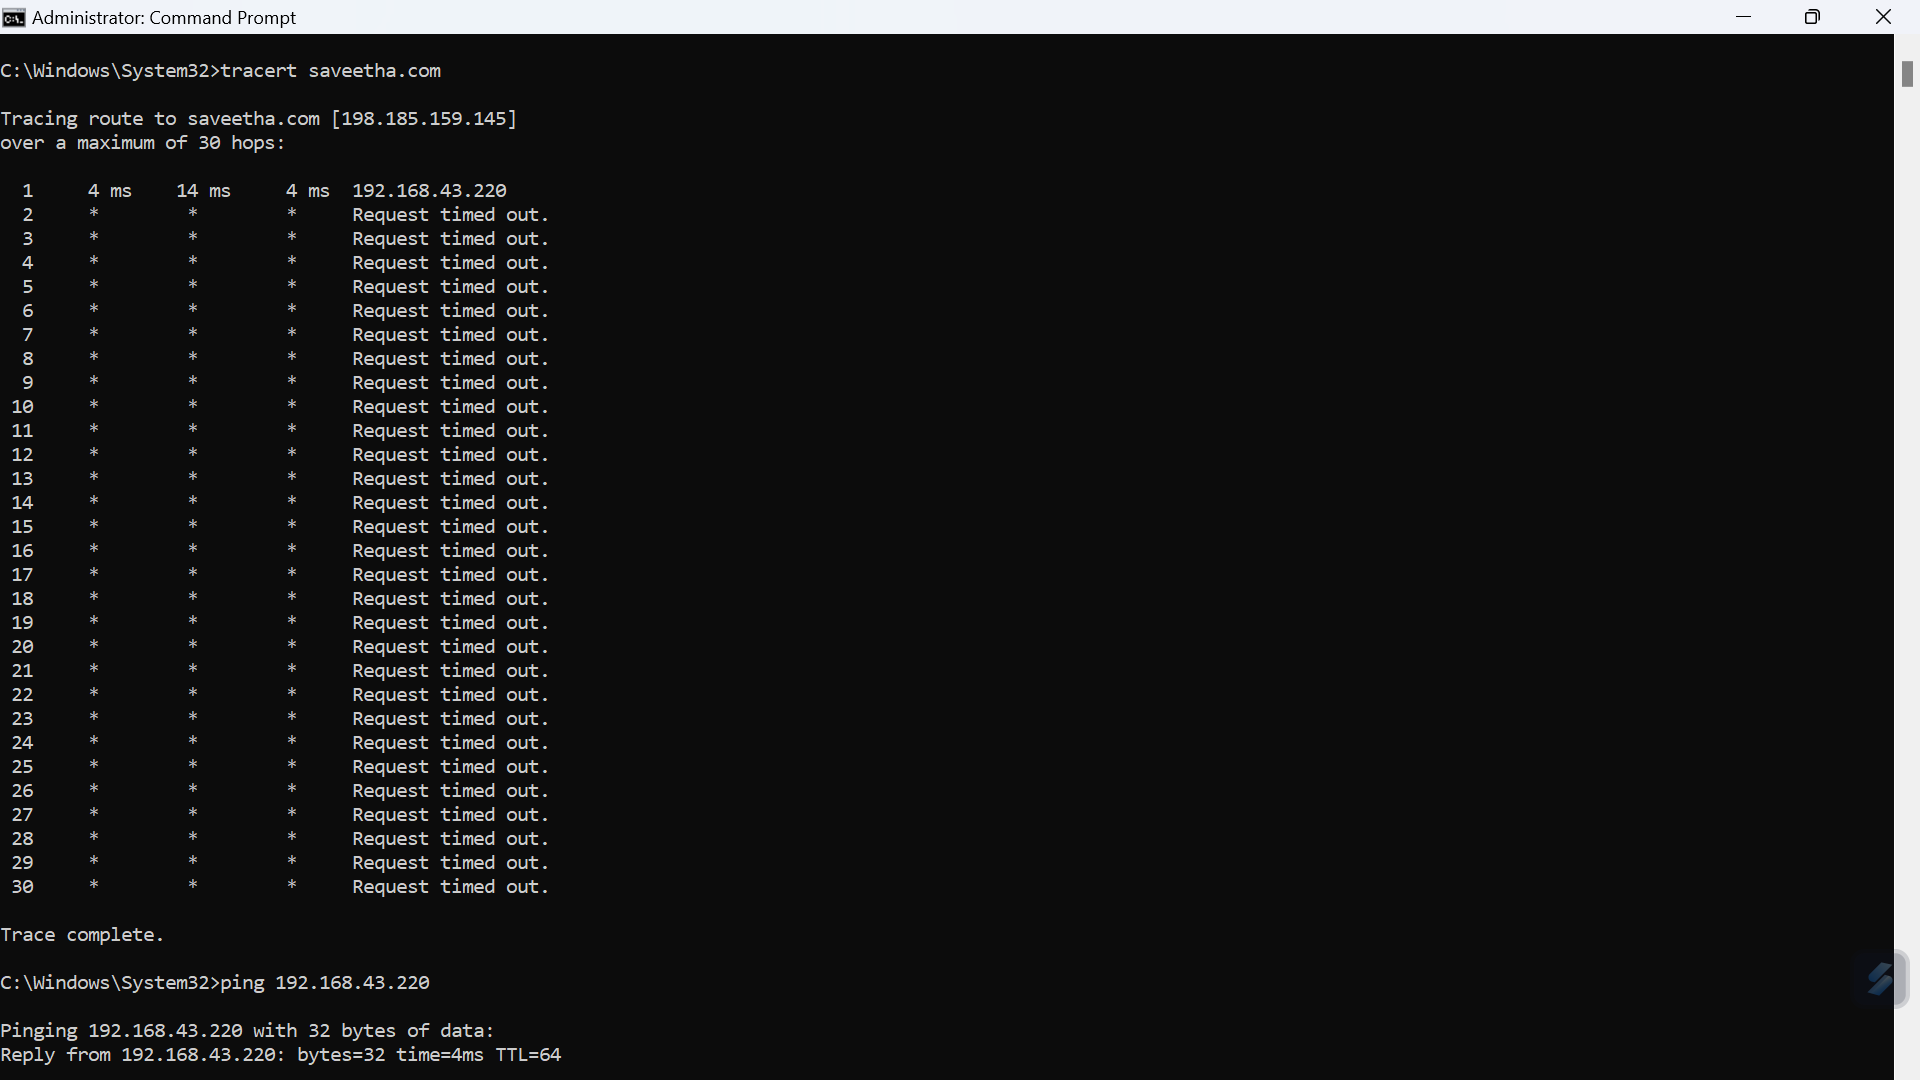 Administrator: Command Prompt
C:\Windows\System32>tracert saveetha.com
Tracing route to saveetha.com [198.185.159.145]
over a maximum of 30 hops:
1 4 ms 14 ms 4 ms 192.168.43.220
2 * * * Request timed out.
3 * * * Request timed out.
4 * * * Request timed out.
5 * * * Request timed out.
6 * * * Request timed out.
7 * * * Request timed out.
8 * * * Request timed out.
9 * * * Request timed out.
10 * * * Request timed out.
11 * * * Request timed out.
12 * * * Request timed out.
13 * * * Request timed out.
14 * * * Request timed out.
15 * * * Request timed out.
16 * * * Request timed out.
17 * * * Request timed out.
18 * * * Request timed out.
19 * * * Request timed out.
20 * * * Request timed out.
21 * * * Request timed out.
22 * * * Request timed out.
23 * * * Request timed out.
24 * * * Request timed out.
25 * * * Request timed out.
26 * * * Request timed out.
27 * * * Request timed out.
28 * * * Request timed out.
29 * * * Request timed out.
30 * * * Request timed out.
Trace complete.
C:\Windows\System32>ping 192.168.43.220
Pinging 192.168.43.220 with 32 bytes of data:
Reply from 192.168.43.220: bytes=32 time=4ms TTL=64